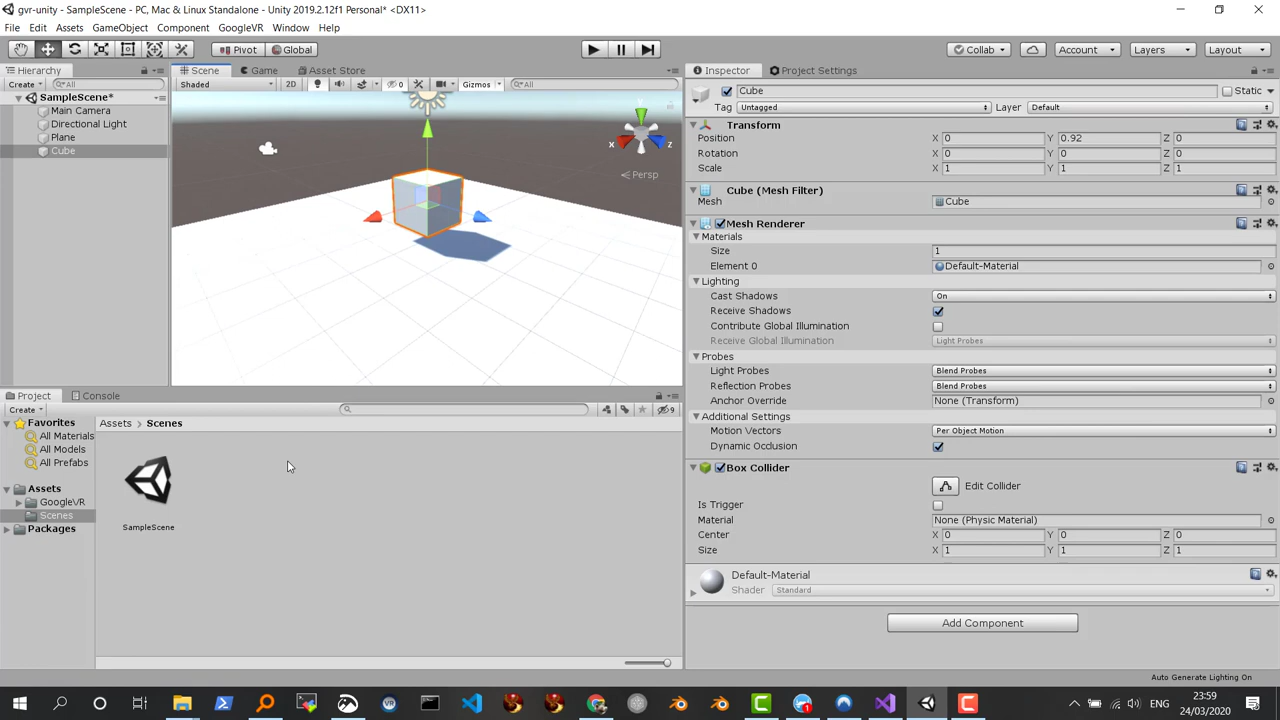 gvr-unity - SampleScene - PC, Mac & Linux Standalone - Unity 2019.2.12f1 Personal* <DX11>
File Edit Assets GameObject Component GoogleVR Window Help
Pivot Global Collab Account Layers Layout
Hierarchy
Create All
SampleScene*
Main Camera
Directional Light
Plane
Cube
Scene Game Asset Store
Shaded 2D 0 Gizmos All
x z
Persp
Inspector Project Settings
Cube Static
Tag Untagged Layer Default
Transform
Position X 0 Y 0.92 Z 0
Rotation X 0 Y 0 Z 0
Scale X 1 Y 1 Z 1
Cube (Mesh Filter)
Mesh Cube
Mesh Renderer
Materials
Size 1
Element 0 Default-Material
Lighting
Cast Shadows On
Receive Shadows
Contribute Global Illumination
Receive Global Illumination Light Probes
Probes
Light Probes Blend Probes
Reflection Probes Blend Probes
Anchor Override None (Transform)
Additional Settings
Motion Vectors Per Object Motion
Dynamic Occlusion
Box Collider
Edit Collider
Is Trigger
Material None (Physic Material)
Center X 0 Y 0 Z 0
Size X 1 Y 1 Z 1
Default-Material
Shader Standard
Add Component
Project Console
Create 9
Favorites
All Materials
All Models
All Prefabs
Assets
GoogleVR
Scenes
Packages
Assets Scenes
SampleScene
Auto Generate Lighting On
ENG 23:59
24/03/2020